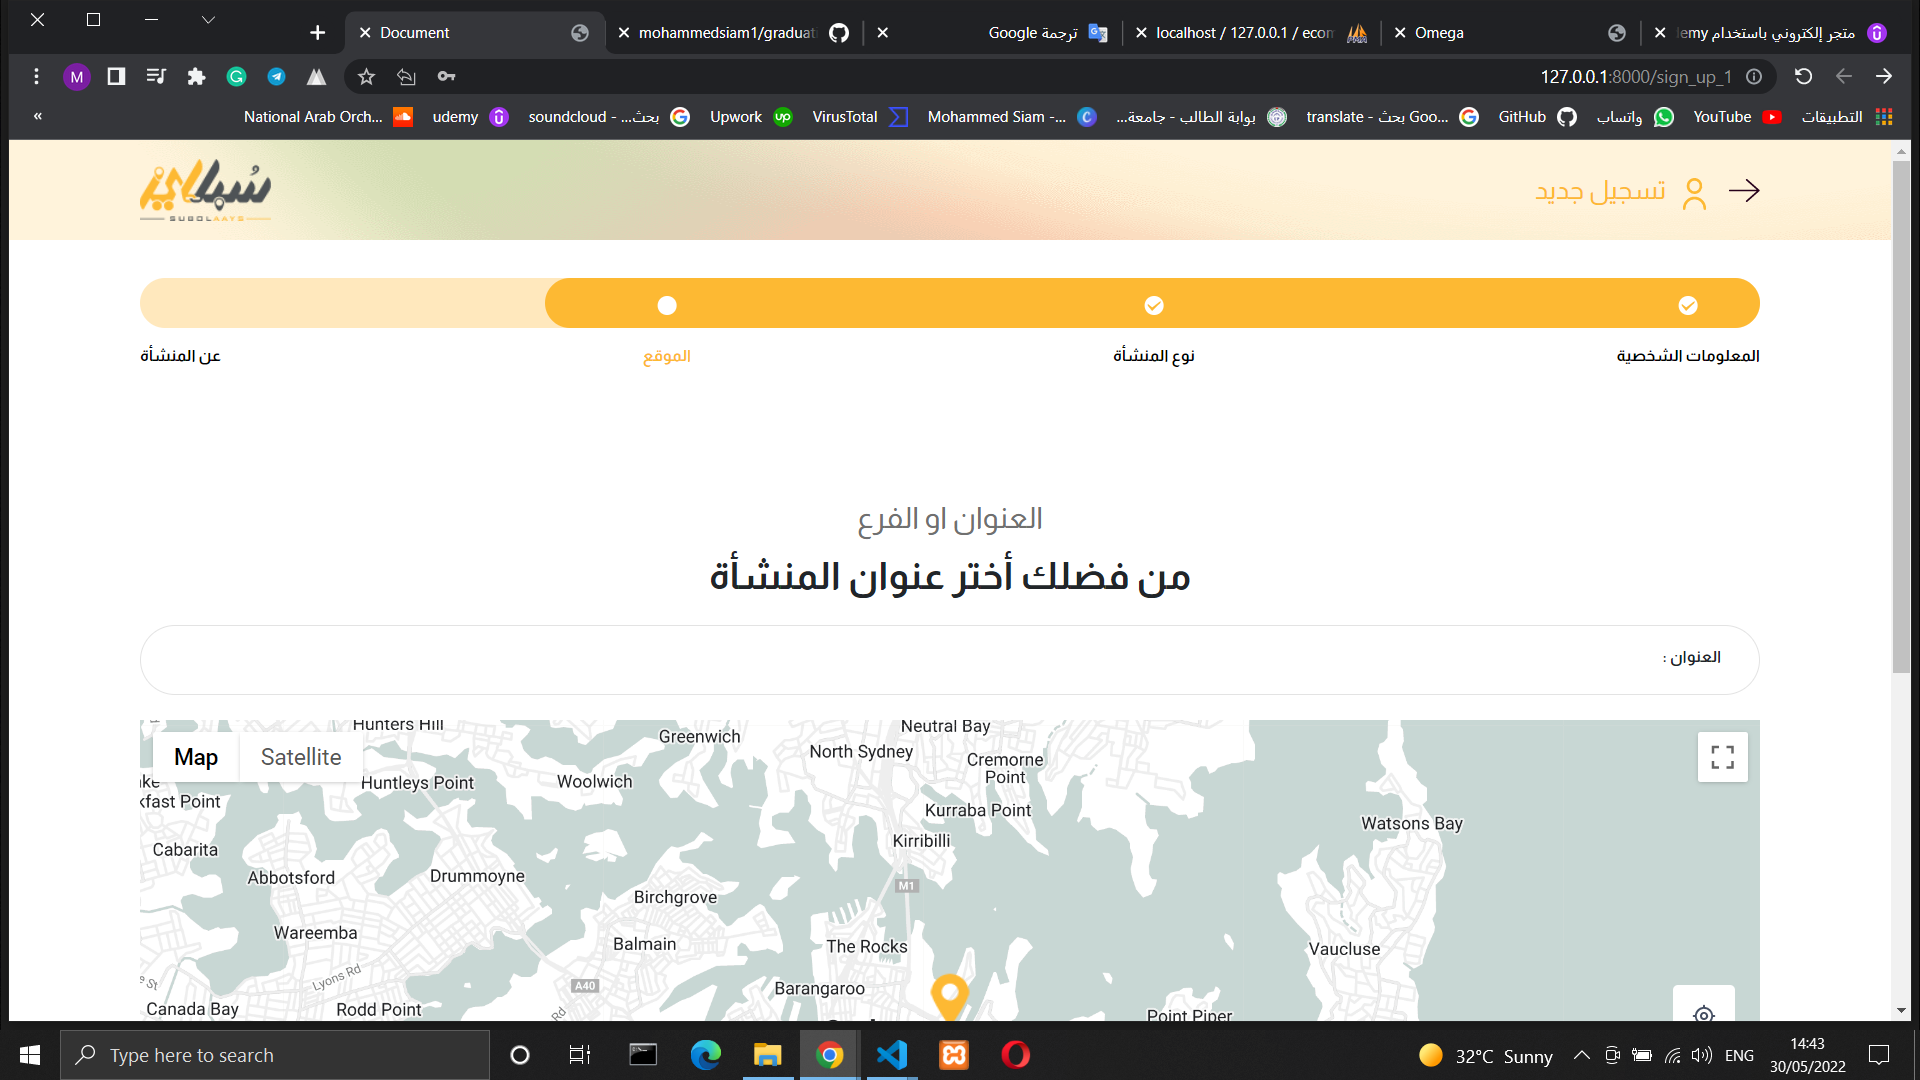 Document
mohammedsiam1/graduat
ترجمة Google
localhost / 127.0.0.1 / econ
Omega
متجر إلكتروني باستخدام lemy
M
127.0.0.1:8000/sign_up_1
«
National Arab Orch...
udemy
soundcloud - بحث...
Upwork
VirusTotal
Mohammed Siam -...
بوابة الطالب - جامعة...
translate - بحث Goo...
GitHub
واتساب
YouTube
التطبيقات
سُبلاي
SUBOLAAYE
تسجيل جديد
المعلومات الشخصية
نوع المنشأة
الموقع
عن المنشأة
العنوان او الفرع
من فضلك أختر عنوان المنشأة
العنوان :
Map
Satellite
Hunters Hill
Greenwich
Neutral Bay
North Sydney
Cremorne
Point
Huntleys Point
Woolwich
kfast Point
Kurraba Point
Watsons Bay
Kirribilli
Cabarita
Abbotsford
Drummoyne
M1
Birchgrove
Wareemba
Balmain
The Rocks
Vaucluse
Lyons Rd
A40
Barangaroo
Canada Bay
Rodd Point
Rd
Point Piper
Type here to search
32°C Sunny
ENG
14:43
30/05/2022